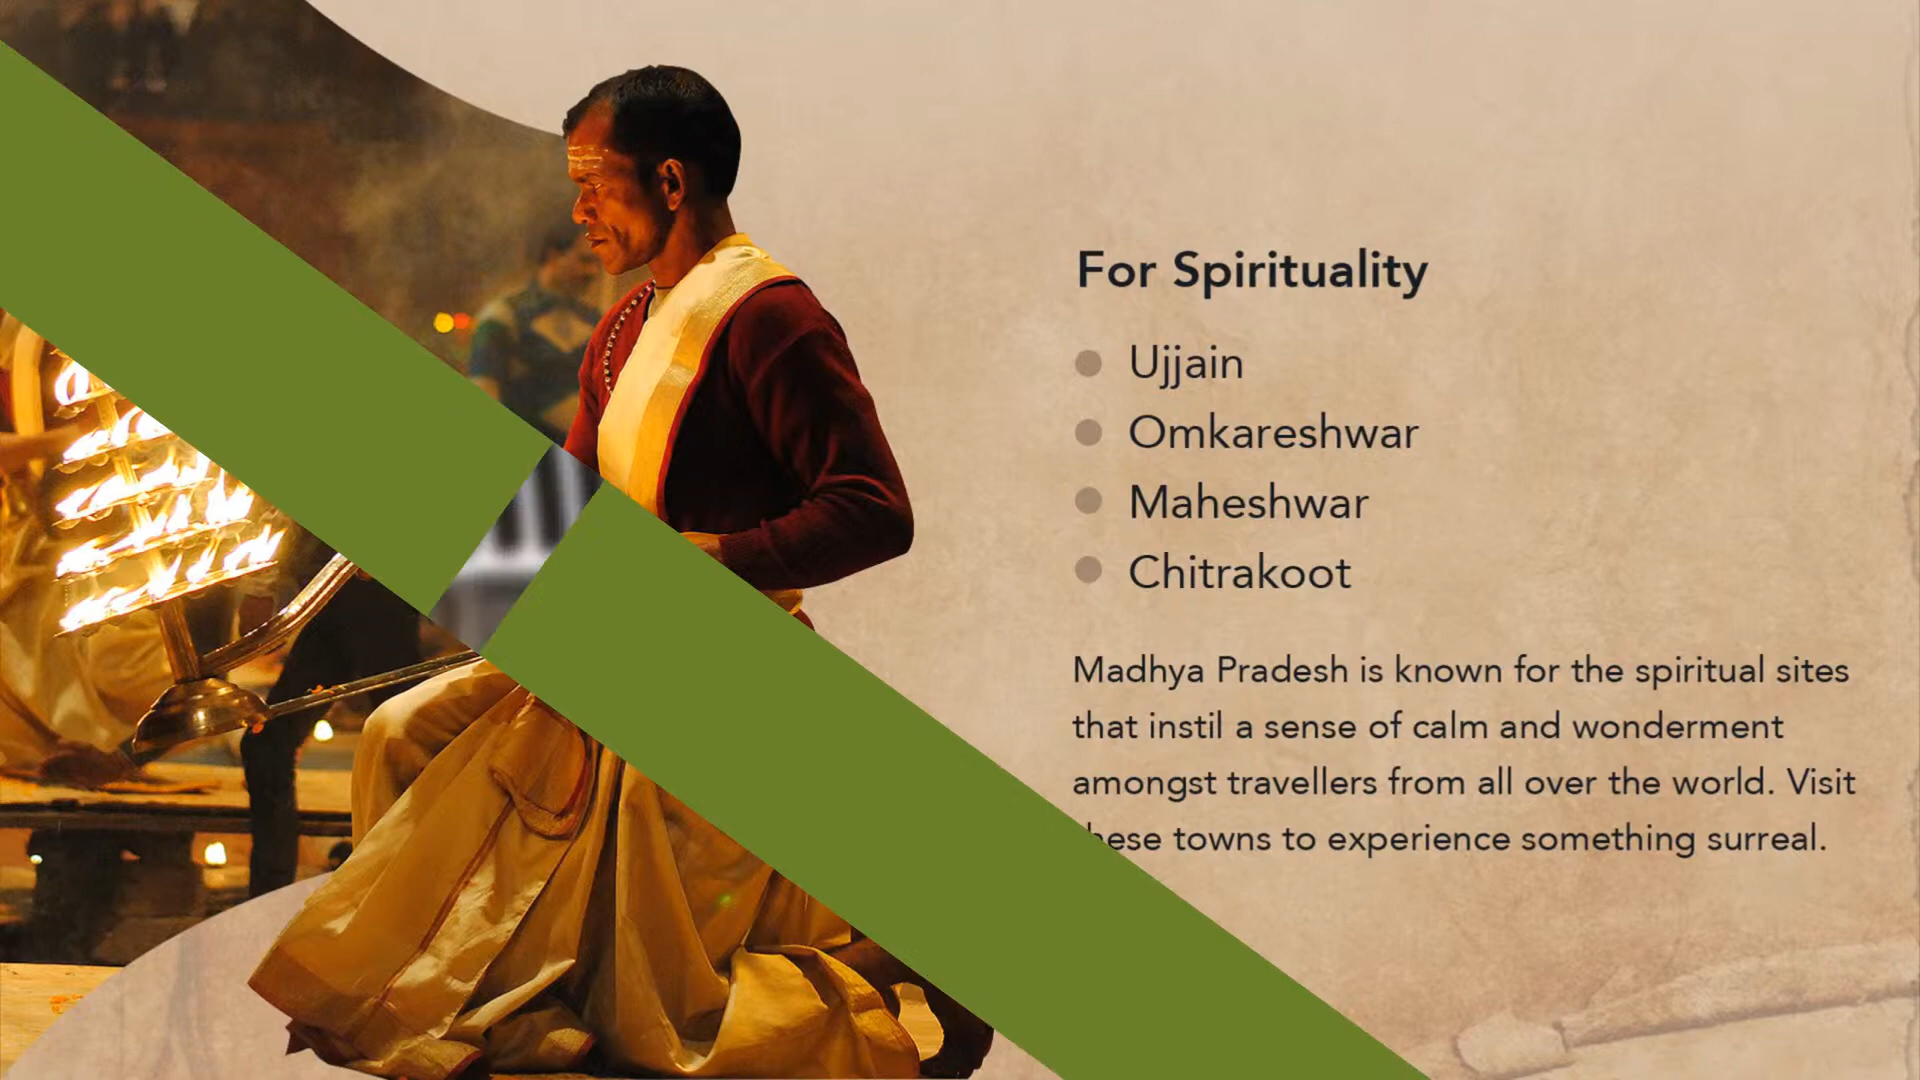 For Spirituality
Ujjain
Omkareshwar
Maheshwar
Chitrakoot
Madhya Pradesh is known for the spiritual sites
that instil a sense of calm and wonderment
amongst travellers from all over the world. Visit
hese towns to experience something surreal.